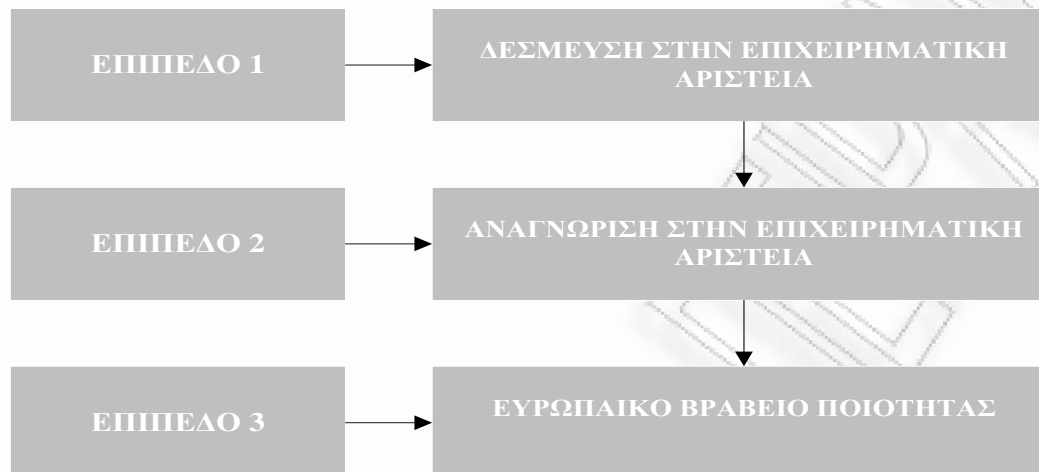 ΕΠΙΠΕΔΟ 1
ΔΕΣΜΕΥΣΗ ΣΤΗΝ ΕΠΙΧΕΙΡΗΜΑΤΙΚΗ
ΑΡΙΣΤΕΙΑ
ΕΠΙΠΕΔΟ 2
ΑΝΑΓΝΩΡΙΣΗ ΣΤΗΝ ΕΠΙΧΕΙΡΗΜΑΤΙΚΗ
ΑΡΙΣΤΕΙΑ
ΕΠΙΠΕΔΟ 3
ΕΥΡΩΠΑΙΚΟ ΒΡΑΒΕΙΟ ΠΟΙΟΤΗΤΑΣ